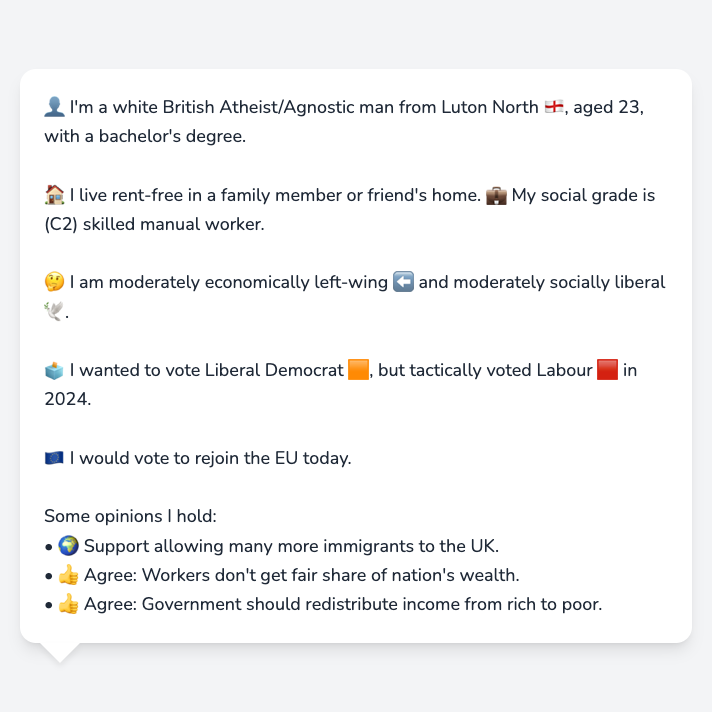 👤 I'm a white British Atheist/Agnostic man from Luton North 🏴󠁧󠁢󠁥󠁮󠁧󠁿, aged 23,
with a bachelor's degree.
🏠 I live rent-free in a family member or friend's home. 💼 My social grade is
(C2) skilled manual worker.
🤔 I am moderately economically left-wing ⬅️ and moderately socially liberal
🕊️.
🗳️ I wanted to vote Liberal Democrat 🟧, but tactically voted Labour 🟥 in
2024.
🇪🇺 I would vote to rejoin the EU today.
Some opinions I hold:
• 🌍 Support allowing many more immigrants to the UK.
• 👍 Agree: Workers don't get fair share of nation's wealth.
• 👍 Agree: Government should redistribute income from rich to poor.